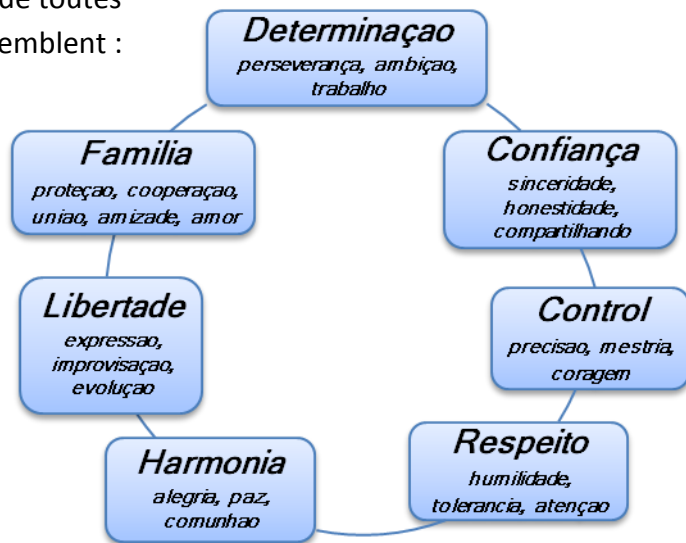 de toutes
emblent :
Determinaçao
perseverança, ambiçao,
trabalho
Familia
proteçao, cooperaçao,
uniao, amizade, amor
Confiança
sinceridade,
honestidade,
compartilhando
Libertade
expressao,
improvisaçao,
evoluçao
Control
precisao, mestria,
coragem
Harmonia
alegria, paz,
comunhao
Respeito
humilidade,
tolerancia, atençao